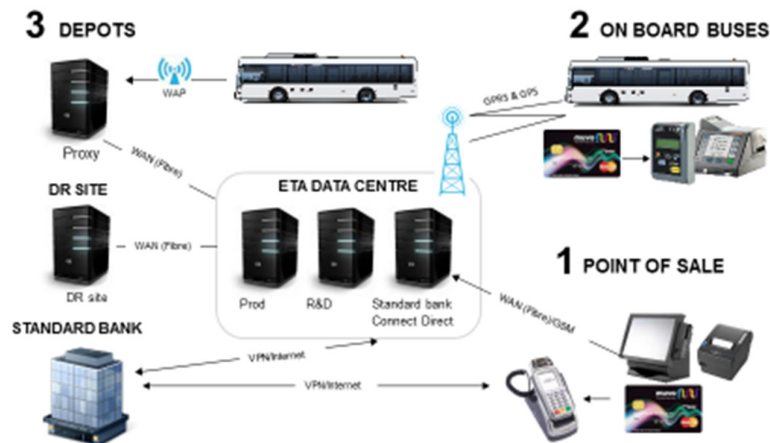 3 DEPOTS
2 ON BOARD BUSES
WAP
GPRS & GPS
Proxy
WAN (Fibre)
DR SITE
ETA DATA CENTRE
muvo
WAN (Fibre)
1 POINT OF SALE
DR site
Prod
R&D
Standard bank
Connect Direct
WAN (Fibre)/GSM
STANDARD BANK
VPN/Internet
VPN/Internet
muvo